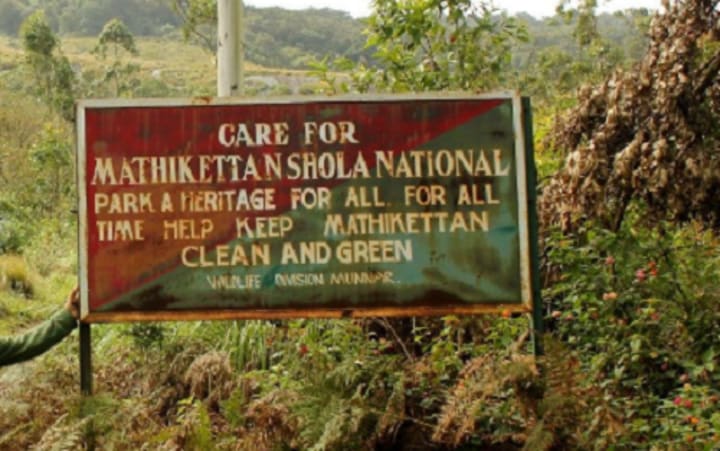 CARE FOR
MATHIKETTAN SHOLA NATIONAL
PARK A HERITAGE FOR ALL. FOR ALL
TIME HELP KEEP MATHIKETTAN
CLEAN AND GREEN
WILDLIFE DIVISION MUNNAR.